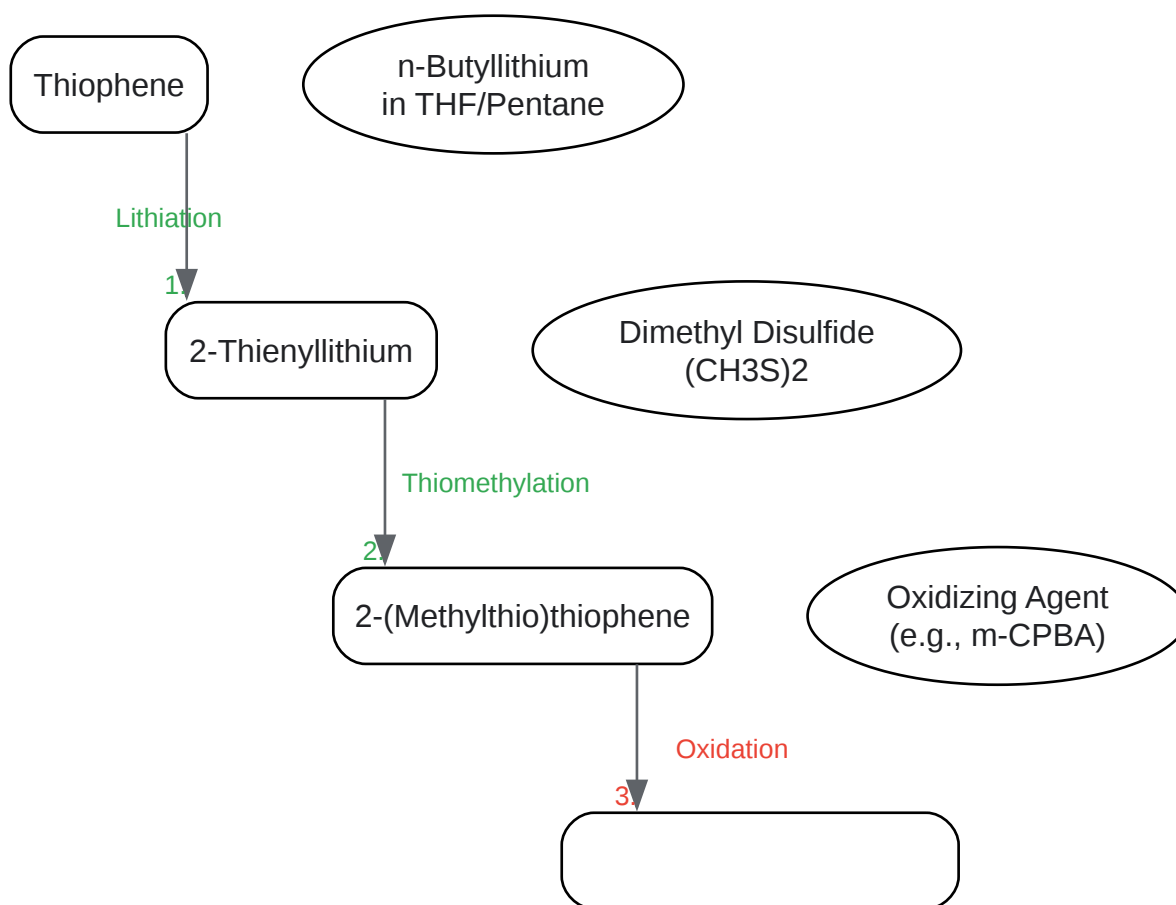 Thiophene
n-Butyllithium
in THF/Pentane
Lithiation
1.
2-Thienyllithium
Dimethyl Disulfide
(CH3S)2
Thiomethylation
2.
2-(Methylthio)thiophene
Oxidizing Agent
(e.g., m-CPBA)
Oxidation
3.